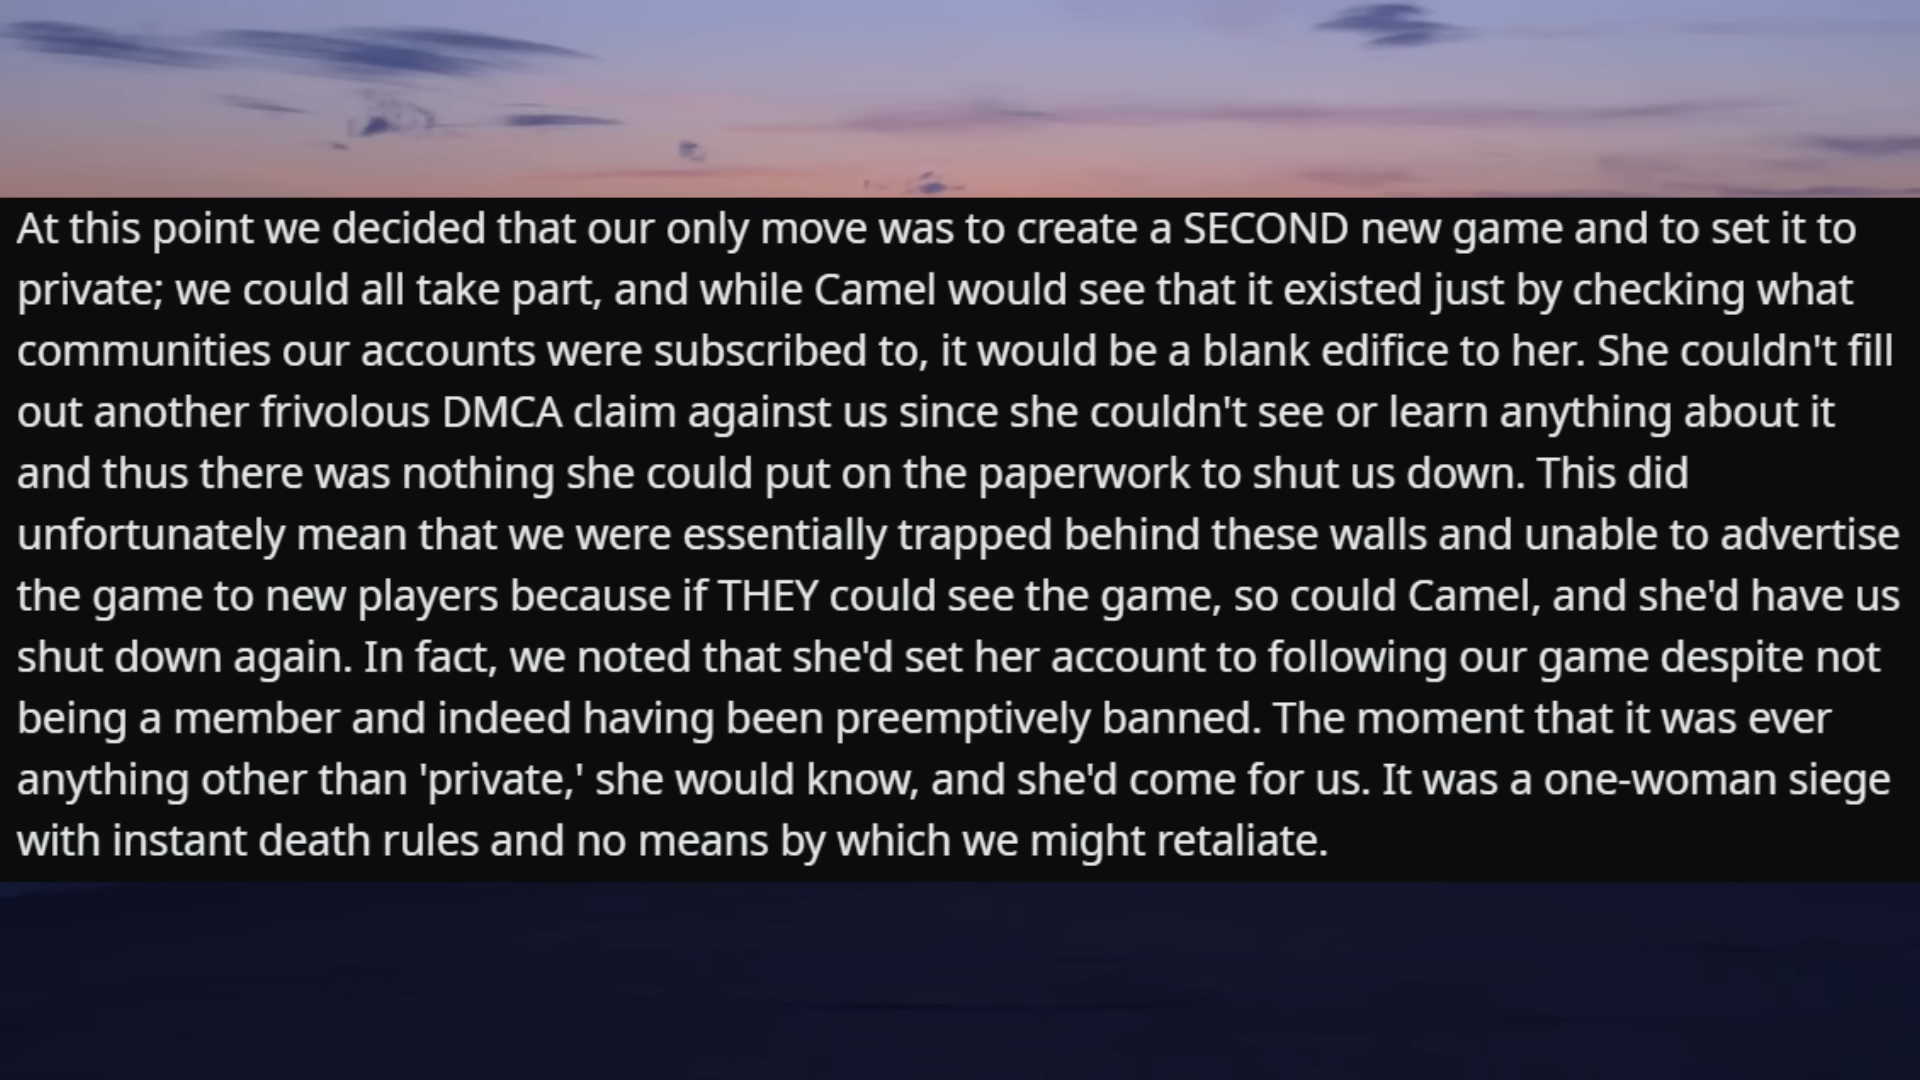 At this point we decided that our only move was to create a SECOND new game and to set it to
private; we could all take part, and while Camel would see that it existed just by checking what
communities our accounts were subscribed to, it would be a blank edifice to her. She couldn't fill
out another frivolous DMCA claim against us since she couldn't see or learn anything about it
and thus there was nothing she could put on the paperwork to shut us down. This did
unfortunately mean that we were essentially trapped behind these walls and unable to advertise
the game to new players because if THEY could see the game, so could Camel, and she'd have us
shut down again. In fact, we noted that she'd set her account to following our game despite not
being a member and indeed having been preemptively banned. The moment that it was ever
anything other than 'private,' she would know, and she'd come for us. It was a one-woman siege
with instant death rules and no means by which we might retaliate.